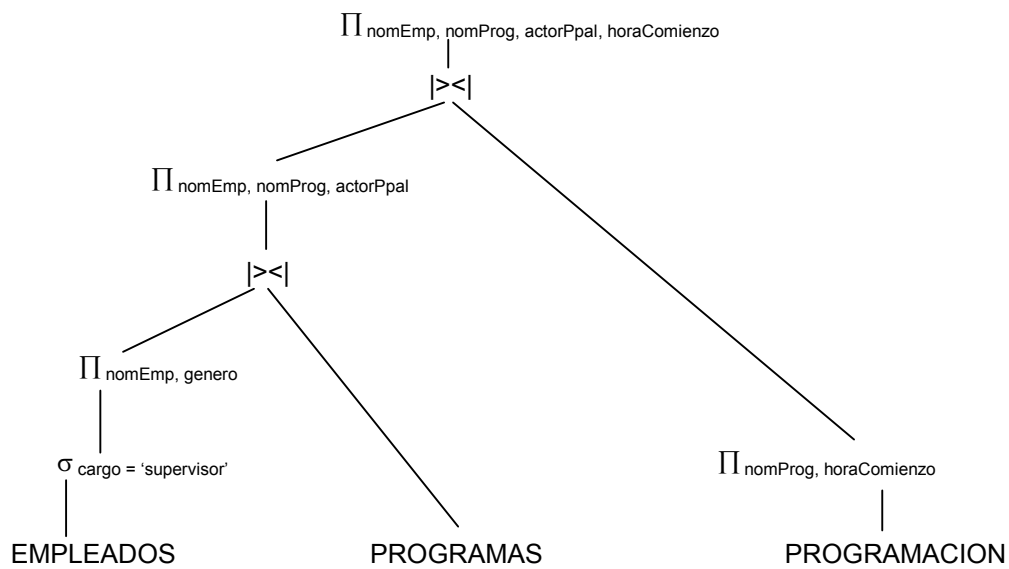 ∏ nomEmp, nomProg, actorPpal, horaComienzo
|><|
∏ nomEmp, nomProg, actorPpal
|><|
∏ nomEmp, genero
σ cargo = ‘supervisor’
∏ nomProg, horaComienzo
EMPLEADOS
PROGRAMAS
PROGRAMACION